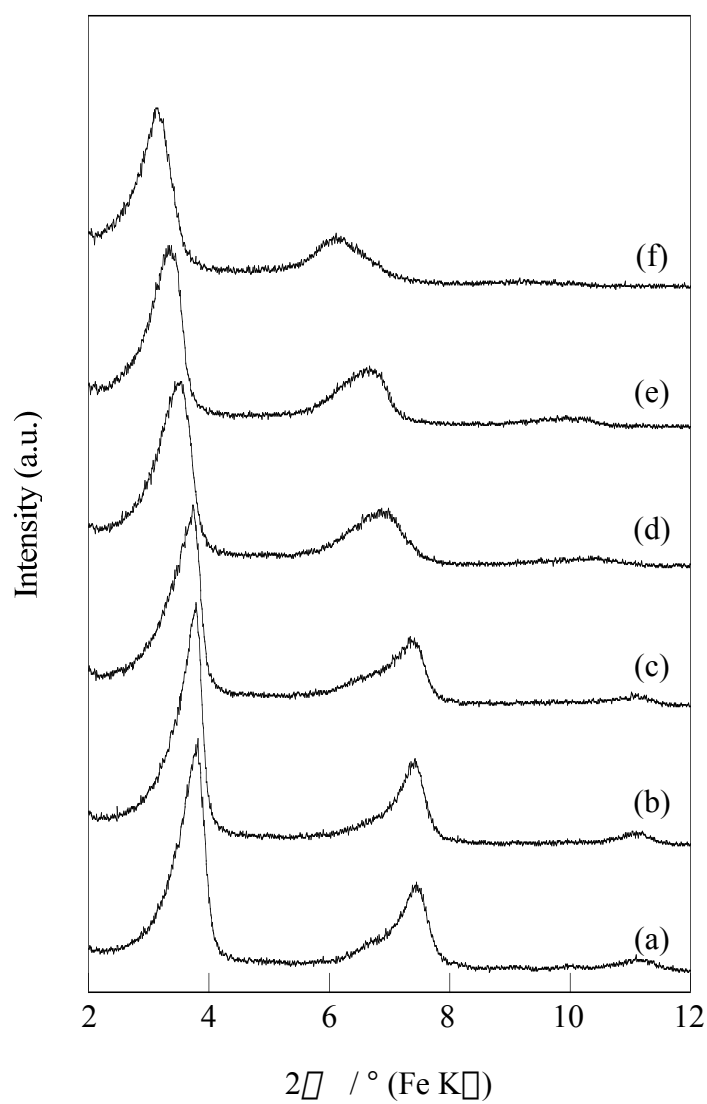 (f)
(e)
(d)
(c)
(b)
(a)
Intensity (a.u.)
2 4 6 8 10 12
2▯ / ° (Fe K▯)